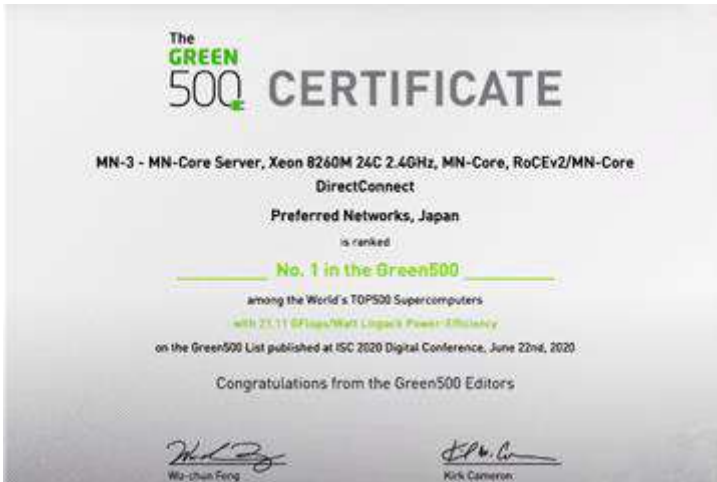 The
GREEN
500 CERTIFICATE
MN-3 - MN-Core Server, Xeon 8260M 24C 2.4GHz, MN-Core, RoCEv2/MN-Core
DirectConnect
Preferred Networks, Japan
is ranked
No. 1 in the Green500
among the World's TOP500 Supercomputers
with 21.11 GFlops/Watt Linpack Power-Efficiency
on the Green500 List published at ISC 2020 Digital Conference, June 22nd, 2020
Congratulations from the Green500 Editors
Wu-chun Feng
Kirk Cameron